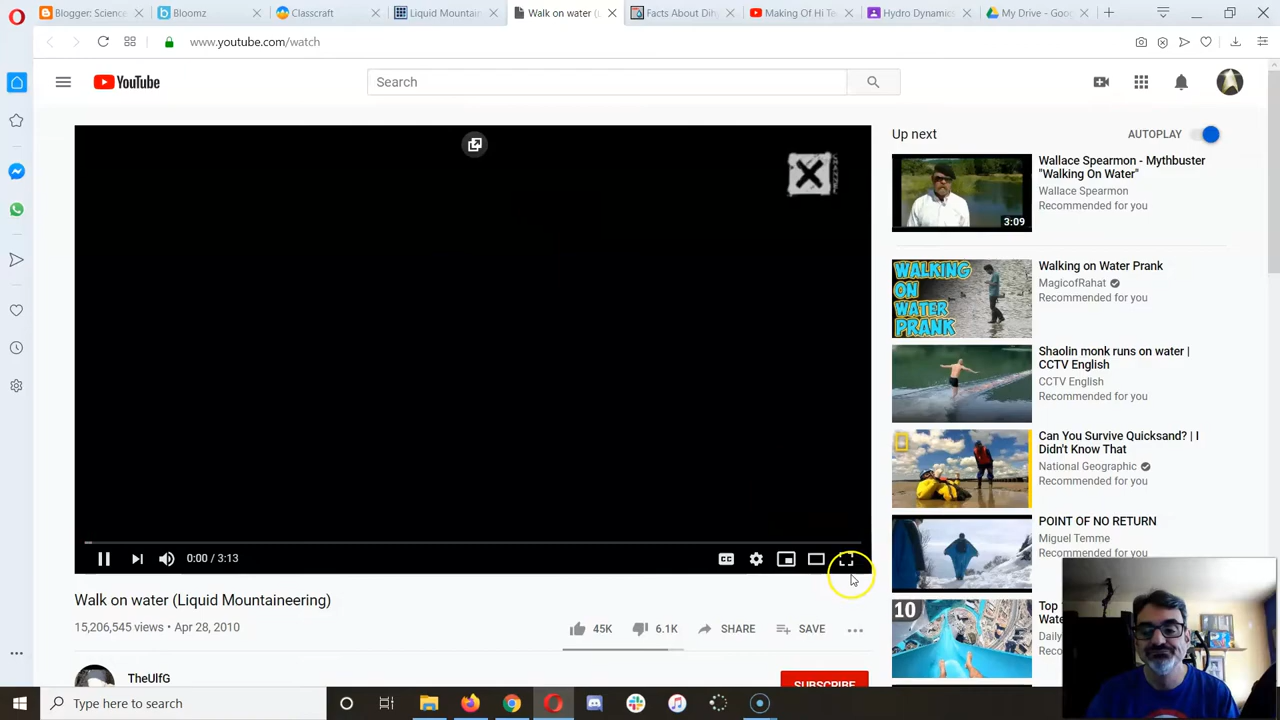 Blogger: Science
Bloomz
Classcraft
Liquid Mountain
Walk on water (L
Facts About Dih
Making Of Hi Te
Hydro Dynamics
My Drive - Goog
www.youtube.com/watch
YouTube
Search
Up next
AUTOPLAY
Wallace Spearmon - Mythbuster
"Walking On Water"
Wallace Spearmon
Recommended for you
3:09
WALKING
ON
WATER
PRANK
Walking on Water Prank
MagicofRahat
Recommended for you
Shaolin monk runs on water |
CCTV English
CCTV English
Recommended for you
Can You Survive Quicksand? | I
Didn't Know That
National Geographic
Recommended for you
POINT OF NO RETURN
Miguel Temme
Recommended for you
10
Top
Wate
Daily
Reco
CC
0:00 / 3:13
Walk on water (Liquid Mountaineering)
15,206,545 views • Apr 28, 2010
45K
6.1K
SHARE
SAVE
TheUlfG
SUBSCRIBE
Type here to search